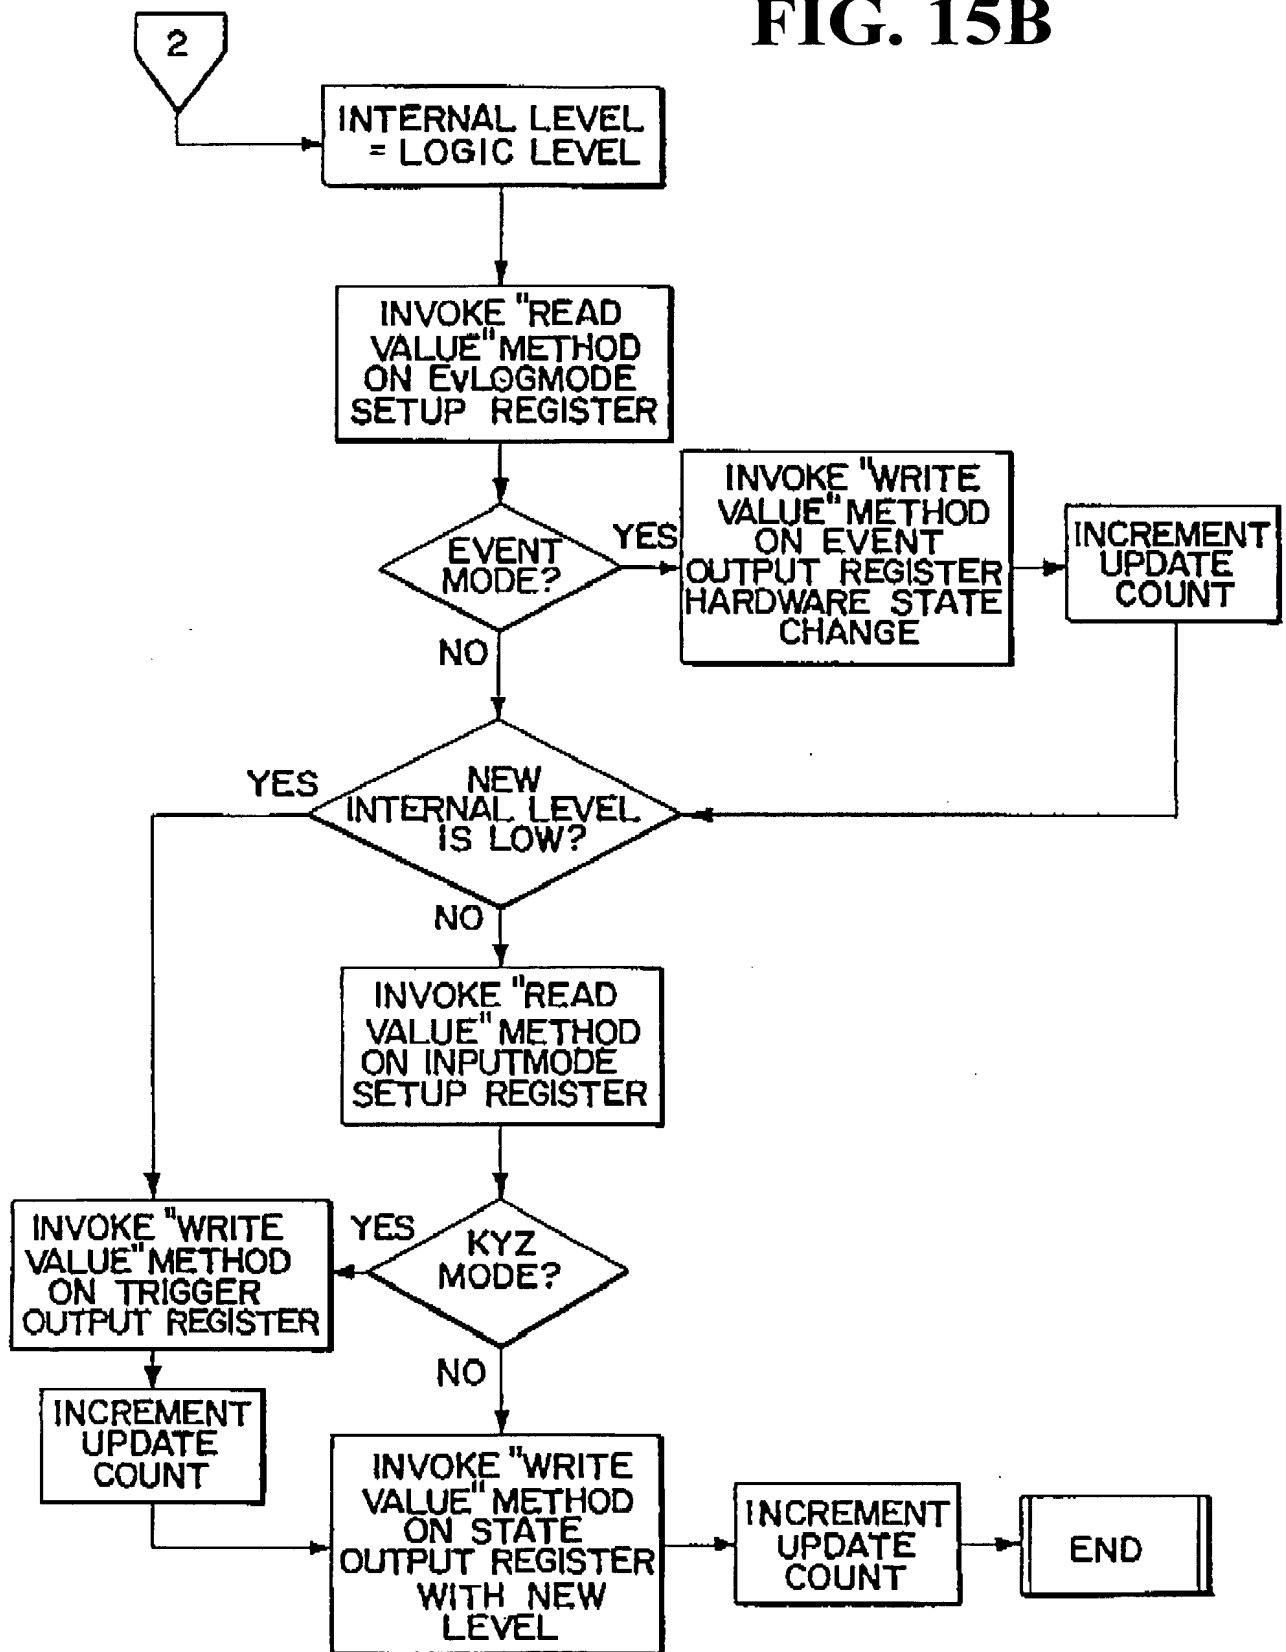 FIG. 15B
2
INTERNAL LEVEL
= LOGIC LEVEL
INVOKE "READ
VALUE" METHOD
ON EVLOGMODE
SETUP REGISTER
EVENT
MODE?
YES
NO
INVOKE "WRITE
VALUE" METHOD
ON EVENT
OUTPUT REGISTER
HARDWARE STATE
CHANGE
INCREMENT
UPDATE
COUNT
NEW
INTERNAL LEVEL
IS LOW?
YES
NO
INVOKE "READ
VALUE" METHOD
ON INPUTMODE
SETUP REGISTER
KYZ
MODE?
YES
NO
INVOKE "WRITE
VALUE" METHOD
ON TRIGGER
OUTPUT REGISTER
INCREMENT
UPDATE
COUNT
INVOKE "WRITE
VALUE" METHOD
ON STATE
OUTPUT REGISTER
WITH NEW
LEVEL
INCREMENT
UPDATE
COUNT
END